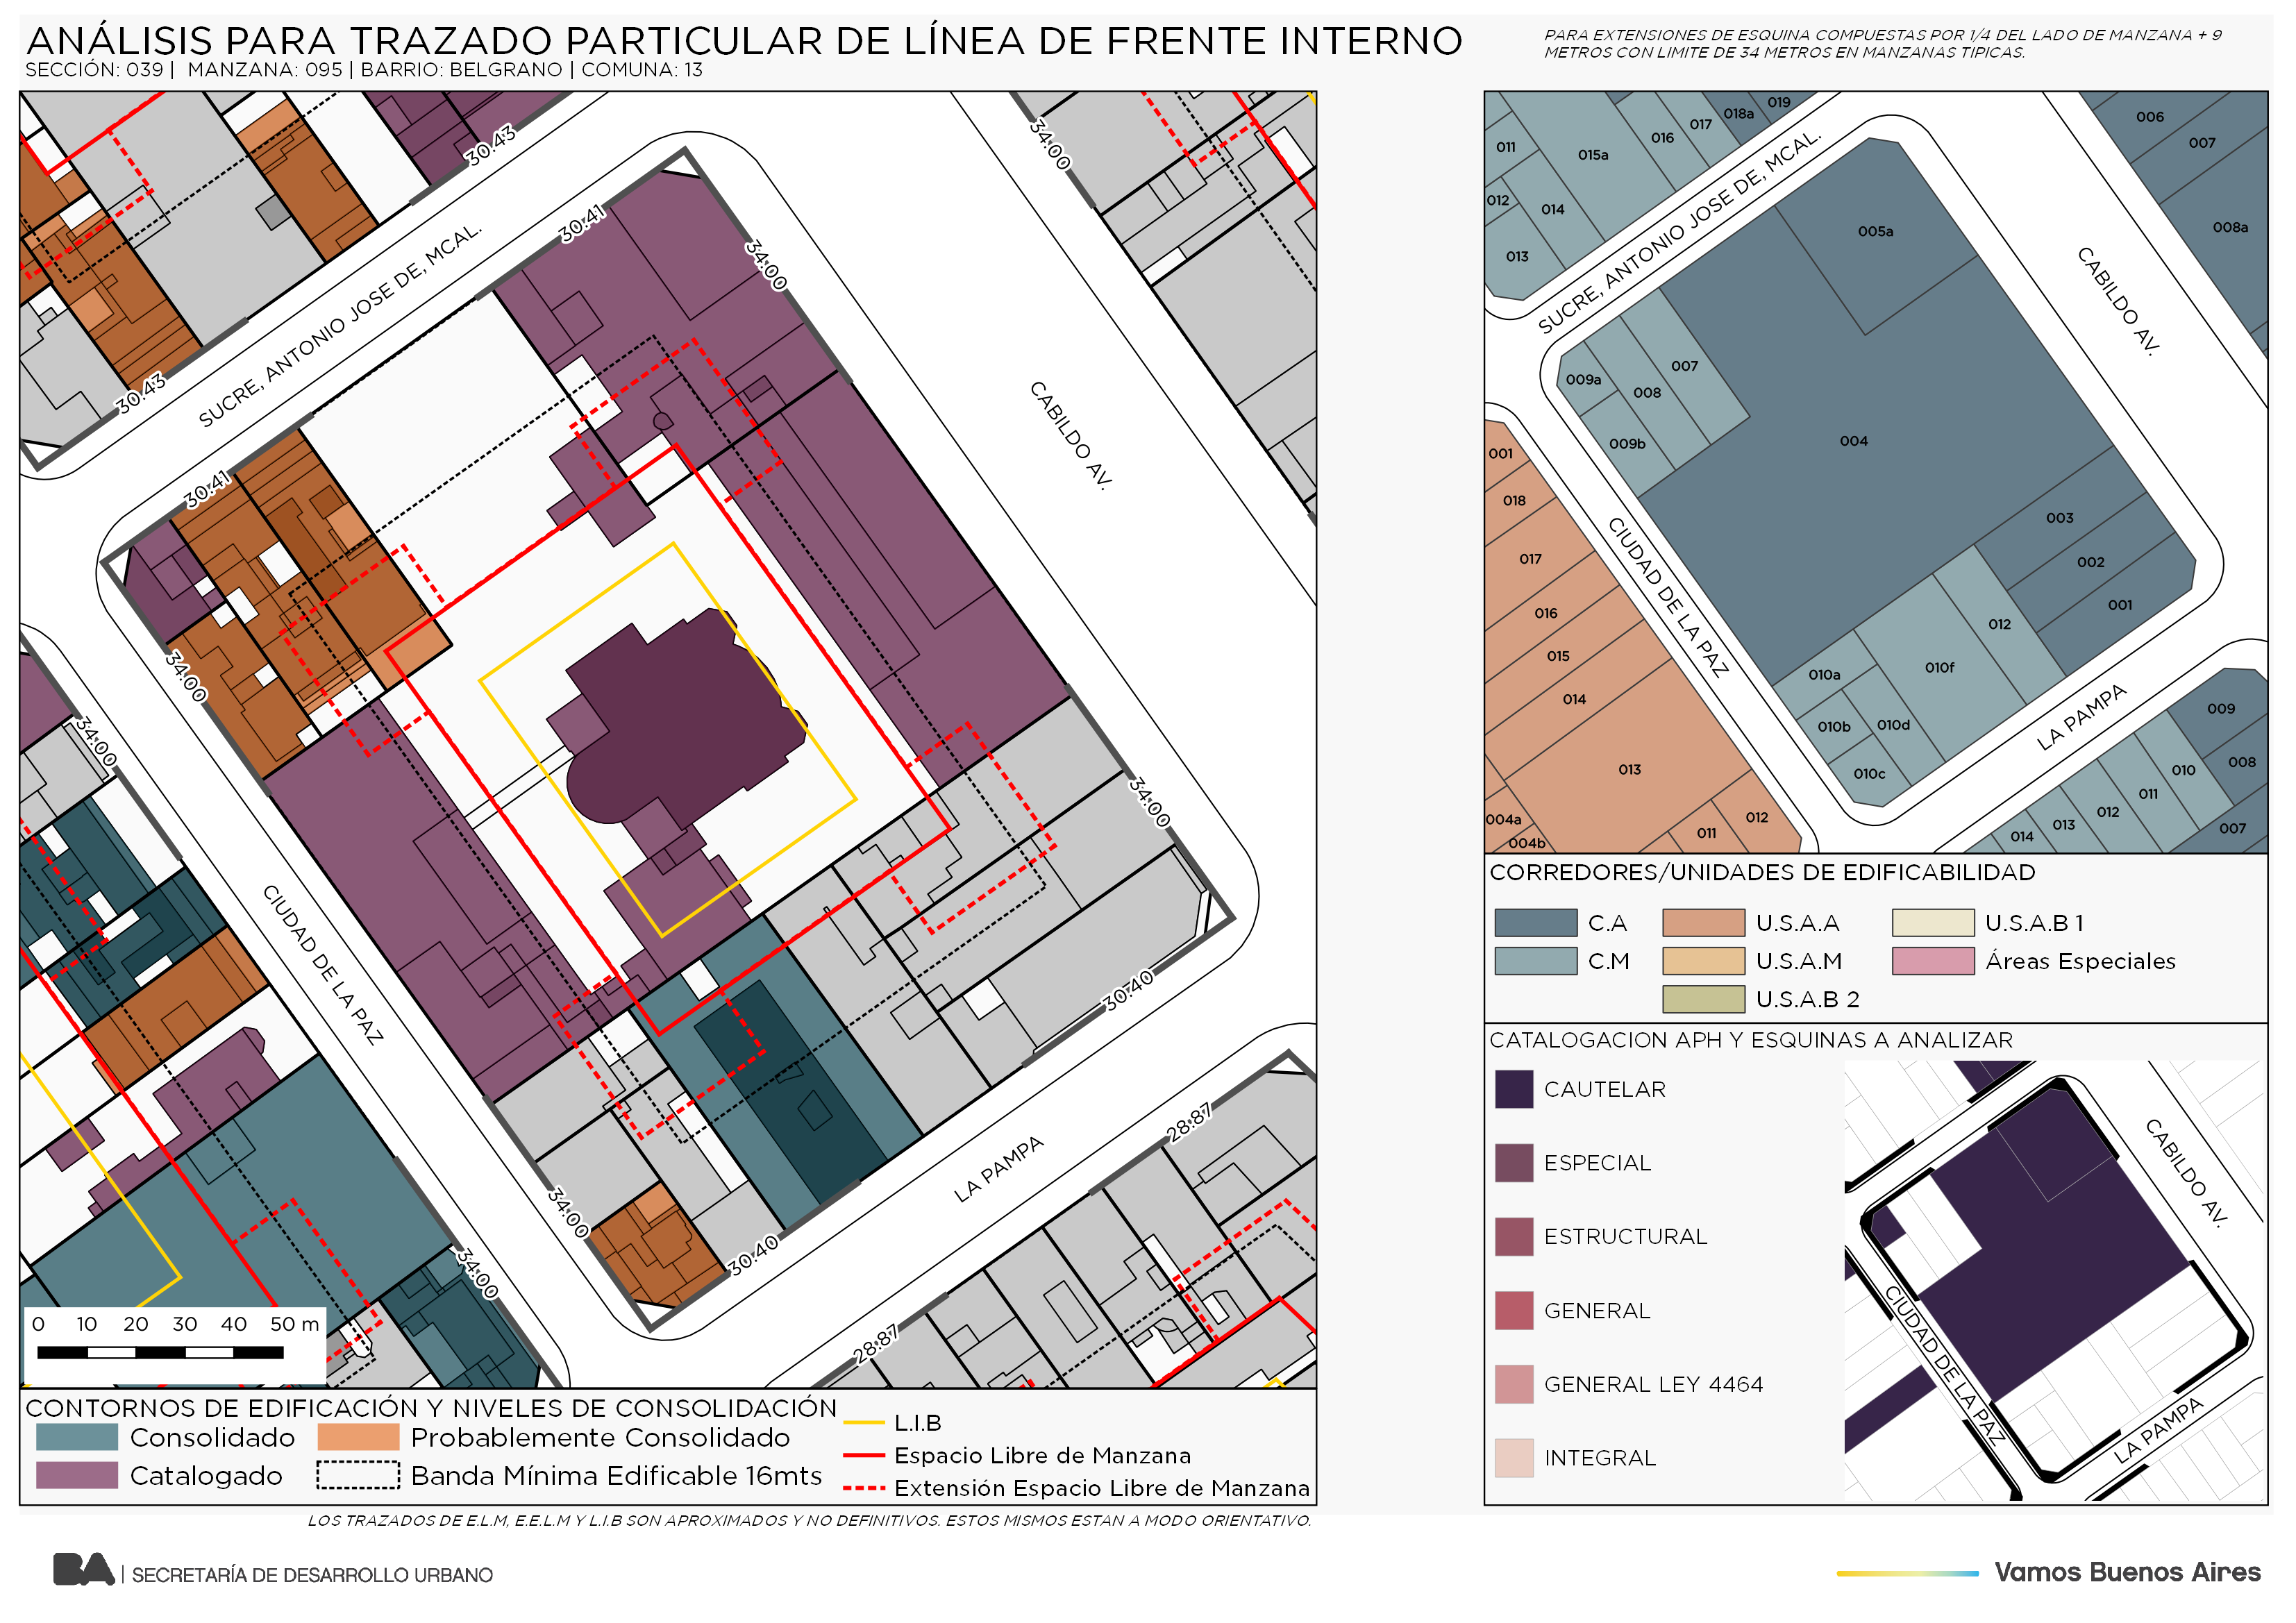 ANÁLISIS PARA TRAZADO PARTICULAR DE LÍNEA DE FRENTE INTERNO
SECCIÓN: 039 | MANZANA: 095 | BARRIO: BELGRANO | COMUNA: 13
PARA EXTENSIONES DE ESQUINA COMPUESTAS POR 1/4 DEL LADO DE MANZANA + 9
METROS CON LIMITE DE 34 METROS EN MANZANAS TIPICAS.
30.43
34.00
30.41
34.00
SUCRE, ANTONIO JOSE DE, MCAL.
30.43
CABILDO AV.
30.41
34.00
34.00
34.00
CIUDAD DE LA PAZ
30.40
34.00
LA PAMPA
28.87
30.40
34.00
28.87
0 10 20 30 40 50 m
CONTORNOS DE EDIFICACIÓN Y NIVELES DE CONSOLIDACIÓN
Consolidado
Probablemente Consolidado
Catalogado
Banda Mínima Edificable 16mts
L.I.B
Espacio Libre de Manzana
Extensión Espacio Libre de Manzana
LOS TRAZADOS DE E.L.M, E.E.L.M Y L.I.B SON APROXIMADOS Y NO DEFINITIVOS. ESTOS MISMOS ESTAN A MODO ORIENTATIVO.
011
015a
016
017
018a
019
006
007
012
014
013
008a
005a
SUCRE, ANTONIO JOSE DE, MCAL.
CABILDO AV.
009a
008
007
009b
004
001
018
017
016
015
014
013
012
011
004a
004b
CIUDAD DE LA PAZ
003
002
001
012
010f
010a
010b
010d
010c
LA PAMPA
009
008
007
010
011
012
013
014
CORREDORES/UNIDADES DE EDIFICABILIDAD
C.A
U.S.A.A
U.S.A.B 1
C.M
U.S.A.M
Áreas Especiales
U.S.A.B 2
CATALOGACION APH Y ESQUINAS A ANALIZAR
CAUTELAR
ESPECIAL
ESTRUCTURAL
GENERAL
GENERAL LEY 4464
INTEGRAL
CABILDO AV.
CIUDAD DE LA PAZ
LA PAMPA
BA | SECRETARÍA DE DESARROLLO URBANO
Vamos Buenos Aires